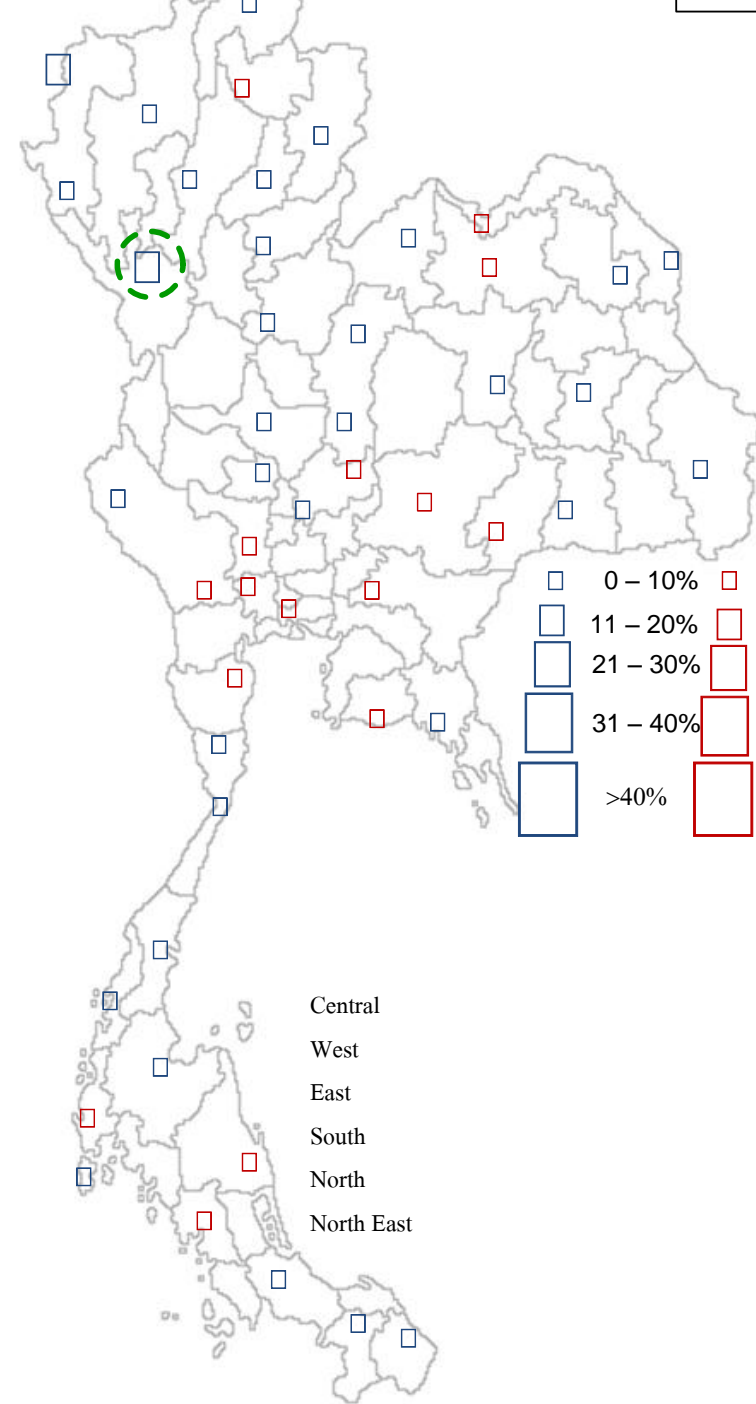 0 – 10%
11 – 20%
21 – 30%
31 – 40%
>40%
Central
West
East
South
North
North East